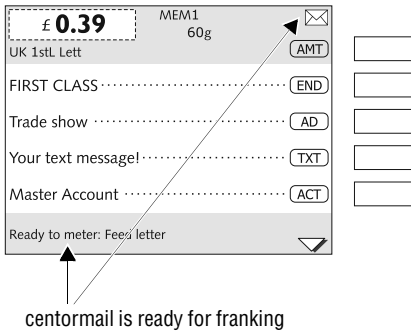 £ 0.39 MEM1
60g
UK 1stL Lett AMT
FIRST CLASS END
Trade show AD
Your text message! TXT
Master Account ACT
Ready to meter: Feed letter
centormail is ready for franking